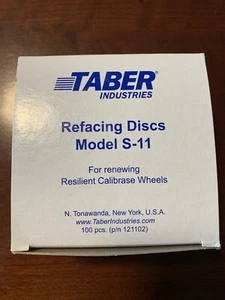 TABER®
INDUSTRIES
Refacing Discs
Model S-11
For renewing
Resilient Calibrase Wheels
N. Tonawanda, New York, U.S.A.
www.TaberIndustries.com
100 pcs. (p/n 121102)